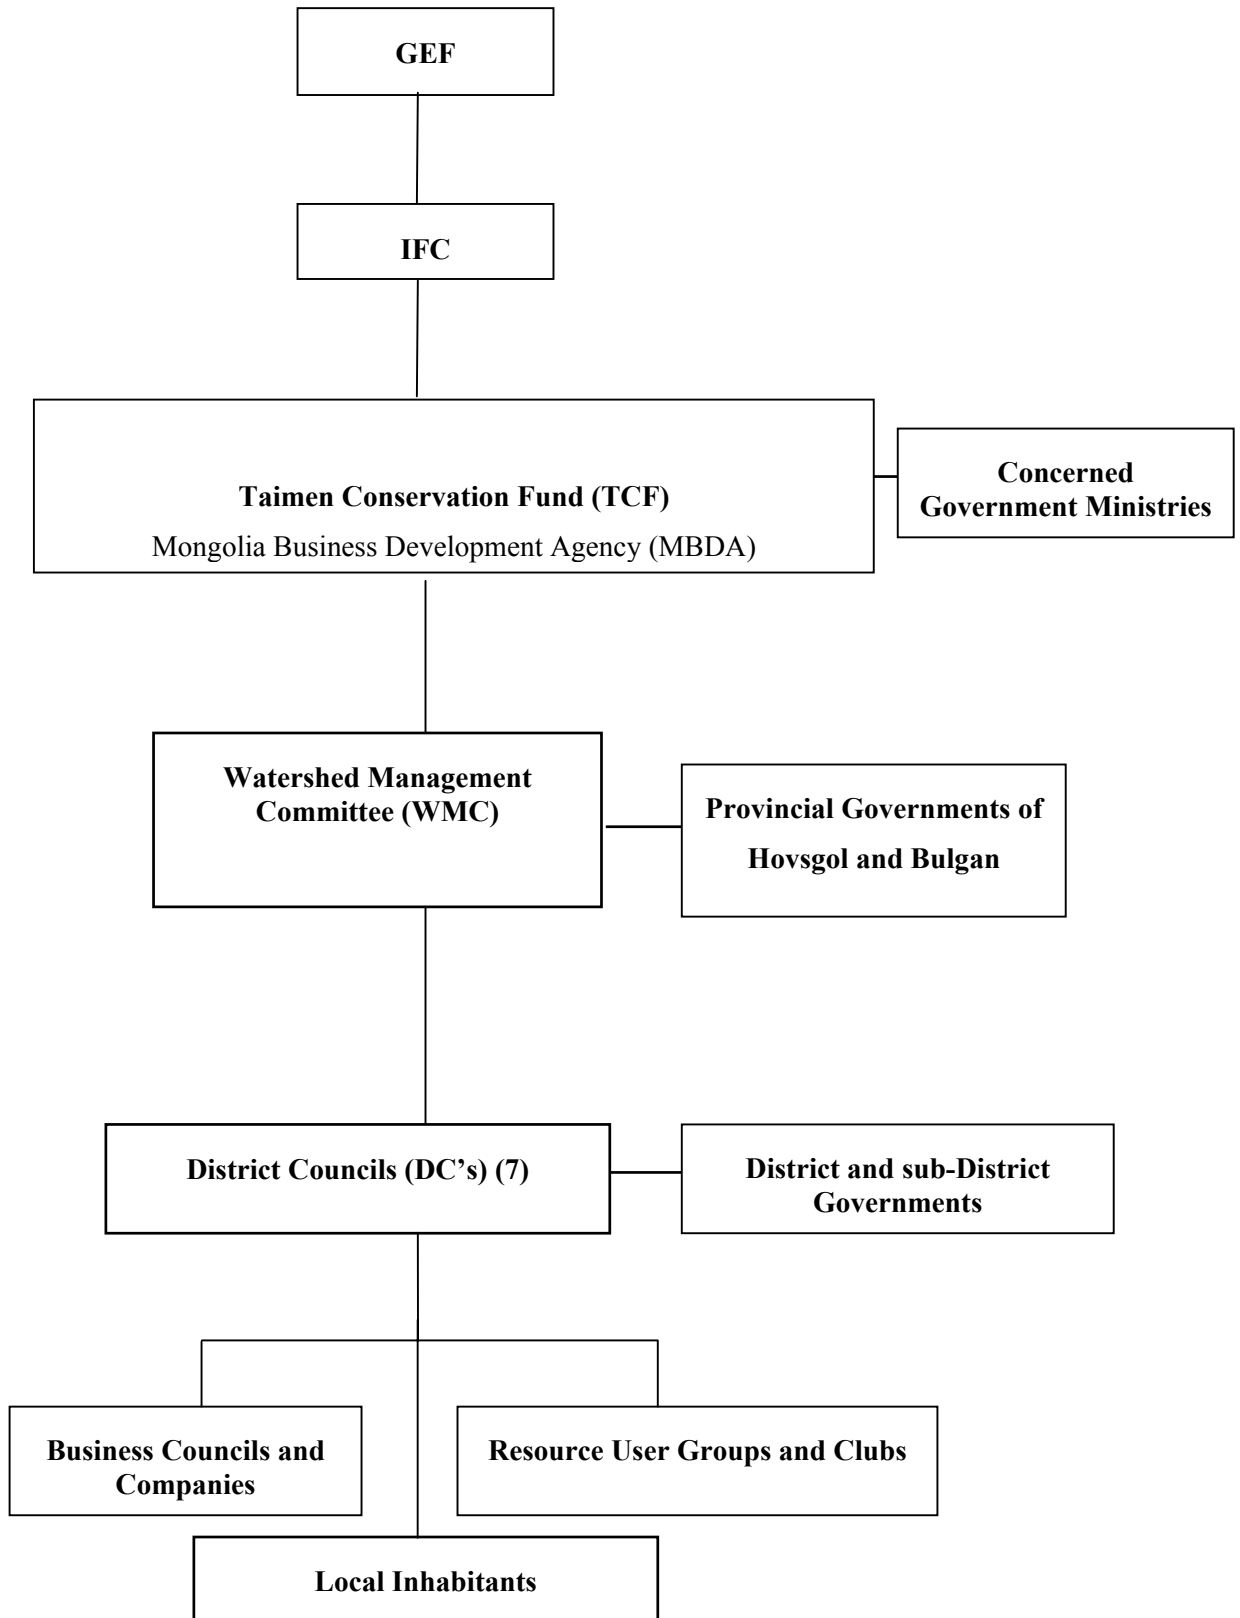 GEF
IFC
Taimen Conservation Fund (TCF)
Mongolia Business Development Agency (MBDA)
Concerned
Government Ministries
Watershed Management
Committee (WMC)
Provincial Governments of
Hovsgol and Bulgan
District Councils (DC’s) (7)
District and sub-District
Governments
Business Councils and
Companies
Resource User Groups and Clubs
Local Inhabitants